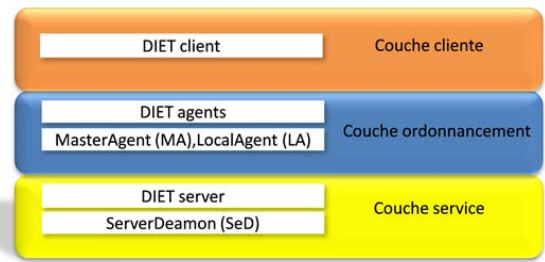 DIET client
Couche cliente
DIET agents
MasterAgent (MA),LocalAgent (LA)
Couche ordonnancement
DIET server
ServerDeamon (SeD)
Couche service